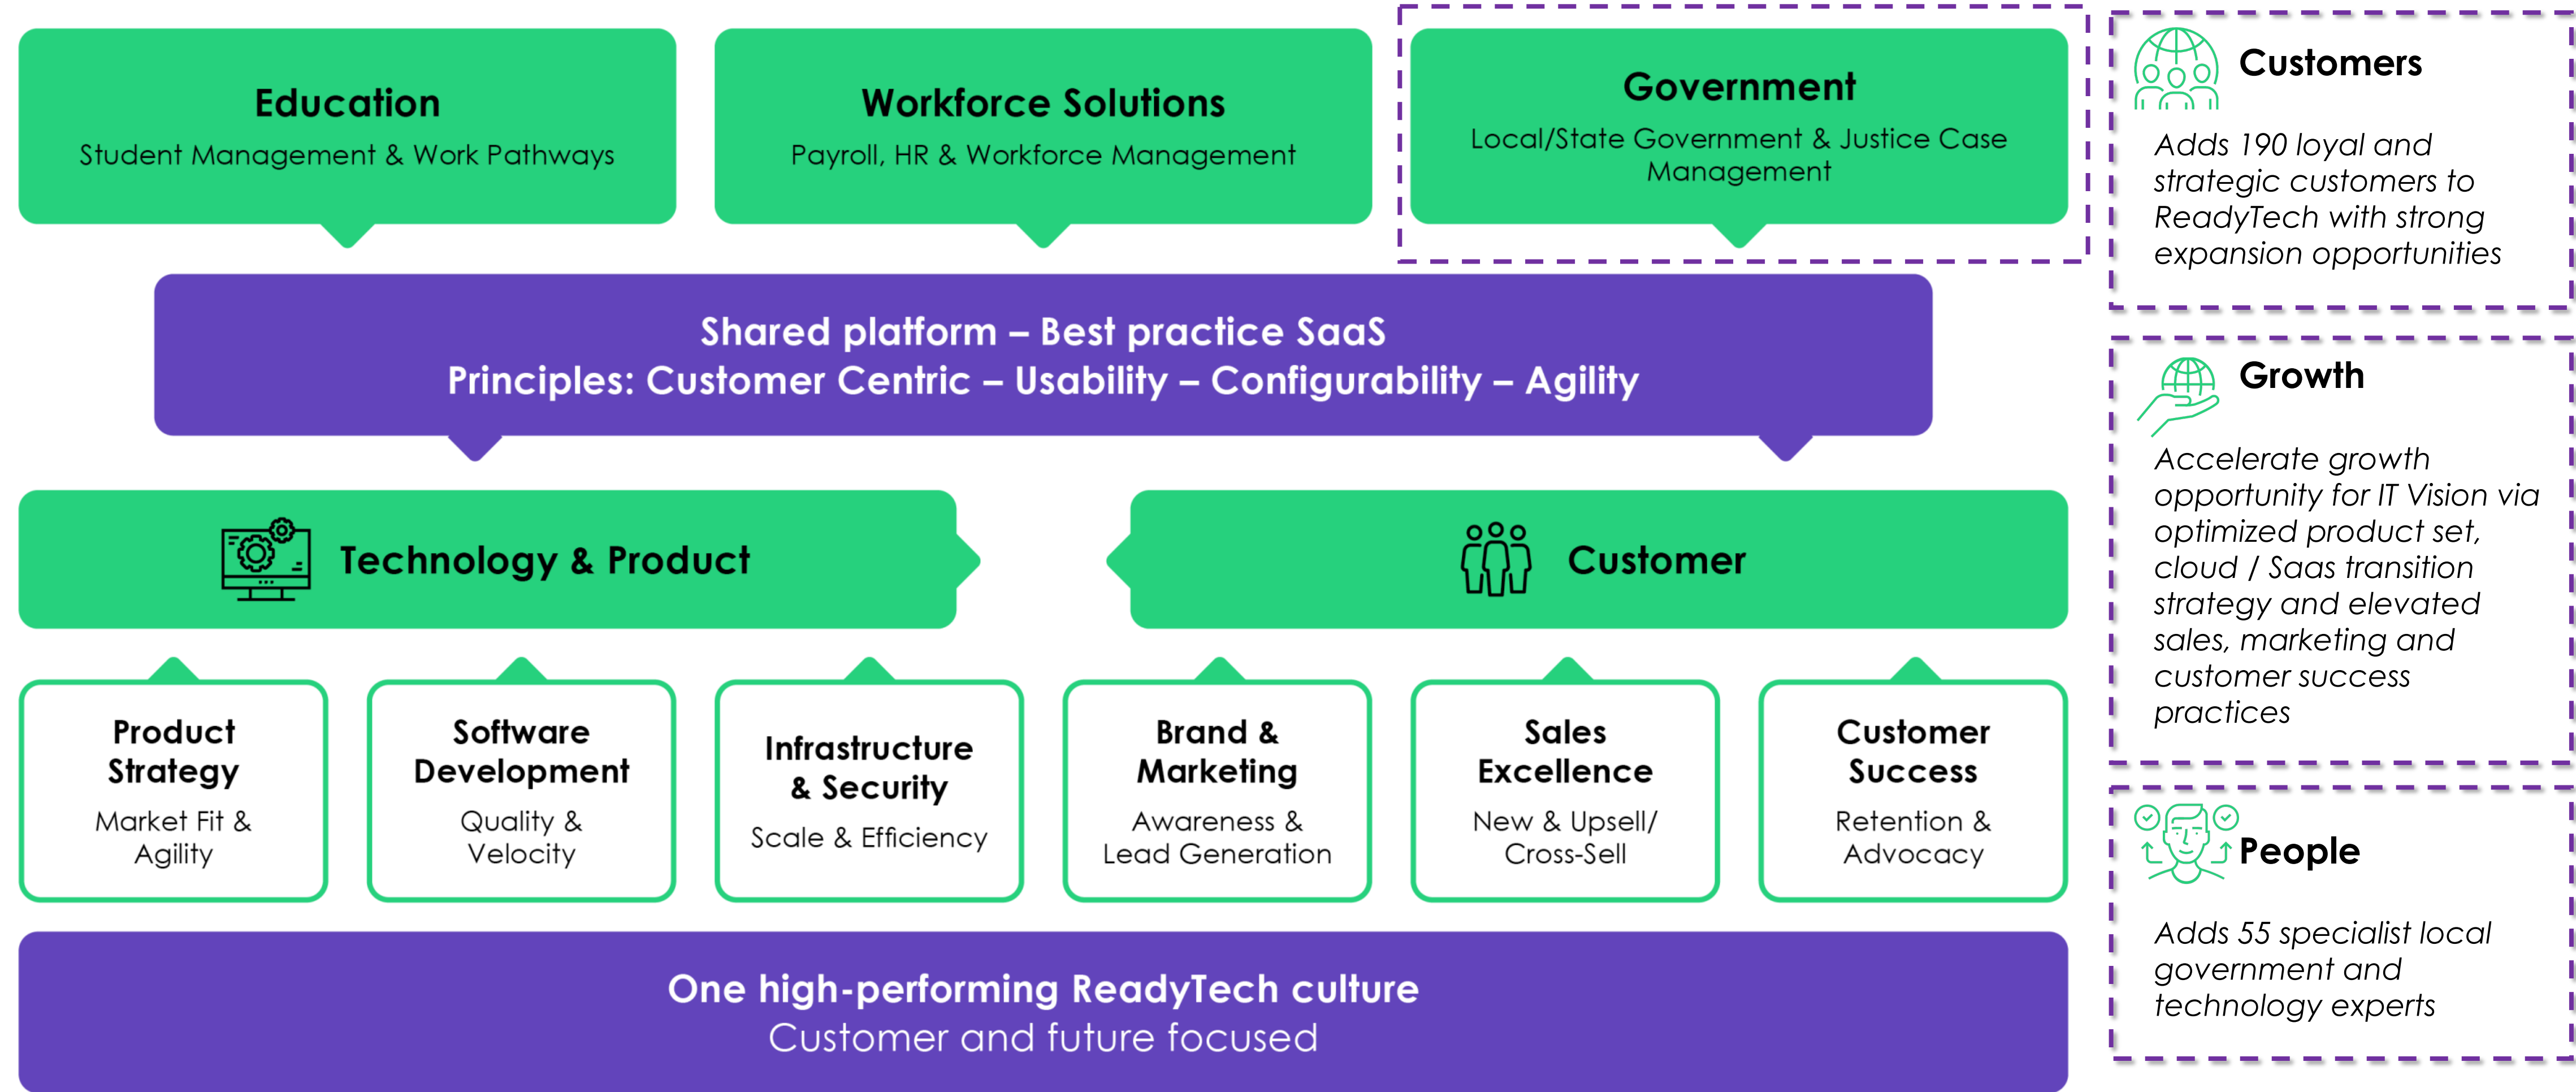 Education
Student Management & Work Pathways
Workforce Solutions
Payroll, HR & Workforce Management
Government
Local/State Government & Justice Case
Management
Shared platform – Best practice SaaS
Principles: Customer Centric – Usability – Configurability – Agility
Technology & Product
Customer
Product
Strategy
Market Fit &
Agility
Software
Development
Quality &
Velocity
Infrastructure
& Security
Scale & Efficiency
Brand &
Marketing
Awareness &
Lead Generation
Sales
Excellence
New & Upsell/
Cross-Sell
Customer
Success
Retention &
Advocacy
One high-performing ReadyTech culture
Customer and future focused
Customers
Adds 190 loyal and
strategic customers to
ReadyTech with strong
expansion opportunities
Growth
Accelerate growth
opportunity for IT Vision via
optimized product set,
cloud / Saas transition
strategy and elevated
sales, marketing and
customer success
practices
People
Adds 55 specialist local
government and
technology experts